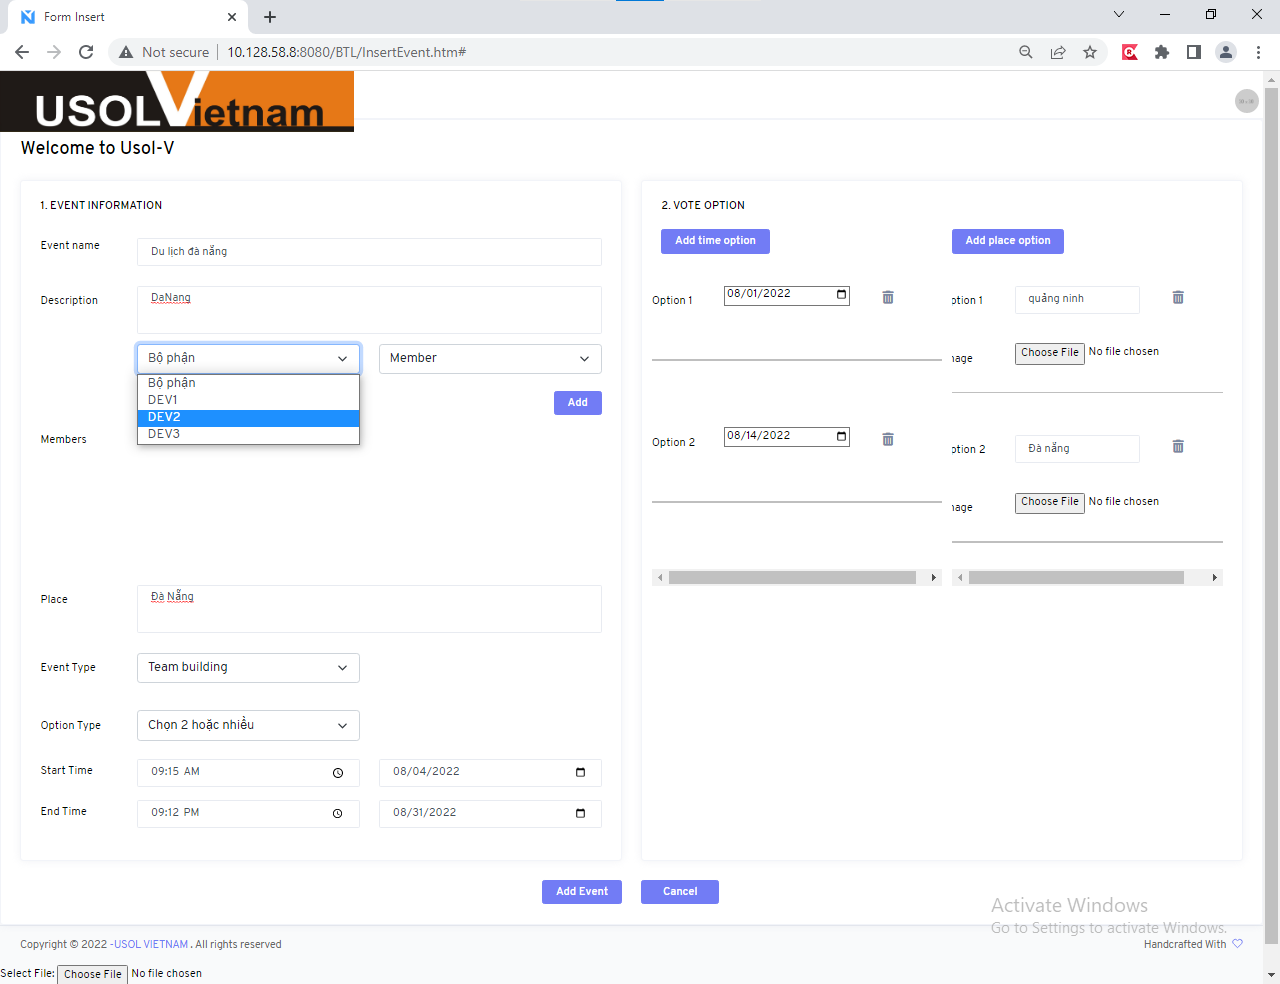 Form Insert
Not secure
10.128.58.8:8080/BTL/InsertEvent.htm#
USOL Vietnam
Welcome to Usol-V
1. EVENT INFORMATION
Event name
Du lịch đà nẵng
Description
DaNang
Bộ phận
Member
Bộ phận
DEV1
DEV2
DEV3
Add
Members
Place
Đà Nẵng
Event Type
Team building
Option Type
Chọn 2 hoặc nhiều
Start Time
09:15 AM
08/04/2022
End Time
09:12 PM
08/31/2022
2. VOTE OPTION
Add time option
Add place option
Option 1
08/01/2022
ption 1
quảng ninh
nage
Choose File No file chosen
Option 2
08/14/2022
ption 2
Đà nẵng
nage
Choose File No file chosen
Add Event
Cancel
Activate Windows
Go to Settings to activate Windows.
Copyright © 2022 -USOL VIETNAM . All rights reserved
Handcrafted With
Select File: Choose File No file chosen